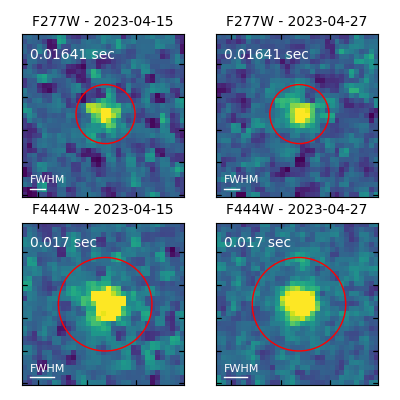 F277W - 2023-04-15
F277W - 2023-04-27
0.01641 sec
0.01641 sec
FWHM
FWHM
F444W - 2023-04-15
F444W - 2023-04-27
0.017 sec
0.017 sec
FWHM
FWHM